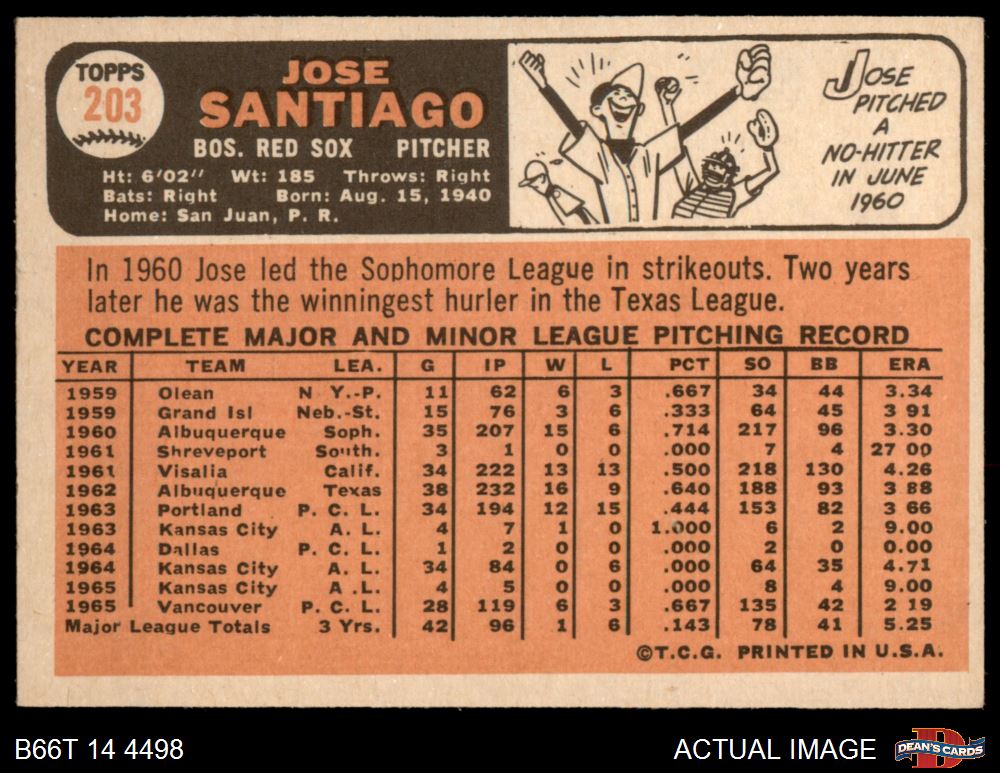 TOPPS
203
JOSE
SANTIAGO
BOS. RED SOX PITCHER
Ht: 6'02" Wt: 185 Throws: Right
Bats: Right Born: Aug. 15, 1940
Home: San Juan, P. R.
JOSE
PITCHED
A
NO-HITTER
IN JUNE
1960
In 1960 Jose led the Sophomore League in strikeouts. Two years
later he was the winningest hurler in the Texas League.
COMPLETE MAJOR AND MINOR LEAGUE PITCHING RECORD
YEAR TEAM LEA. G IP W L PCT SO BB ERA
1959 Olean N Y.-P. 11 62 6 3 .667 34 44 3.34
1959 Grand Isl Neb.-St. 15 76 3 6 .333 64 45 3 91
1960 Albuquerque Soph. 35 207 15 6 .714 217 96 3.30
1961 Shreveport South. 3 1 0 0 .000 7 4 27 00
1961 Visalia Calif. 34 222 13 13 .500 218 130 4.26
1962 Albuquerque Texas 38 232 16 9 .640 188 93 3 88
1963 Portland P. C. L. 34 194 12 15 .444 153 82 3 66
1963 Kansas City A. L. 4 7 1 0 1.000 6 2 9.00
1964 Dallas P. C. L. 1 2 0 0 .000 2 0 0.00
1964 Kansas City A. L. 34 84 0 6 .000 64 35 4.71
1965 Kansas City A .L. 4 5 0 0 .000 8 4 9.00
1965 Vancouver P. C. L. 28 119 6 3 .667 135 42 2 19
Major League Totals 3 Yrs. 42 96 1 6 .143 78 41 5.25
©T.C.G. PRINTED IN U.S.A.
B66T 14 4498 ACTUAL IMAGE
D
DEAN'S CARDS